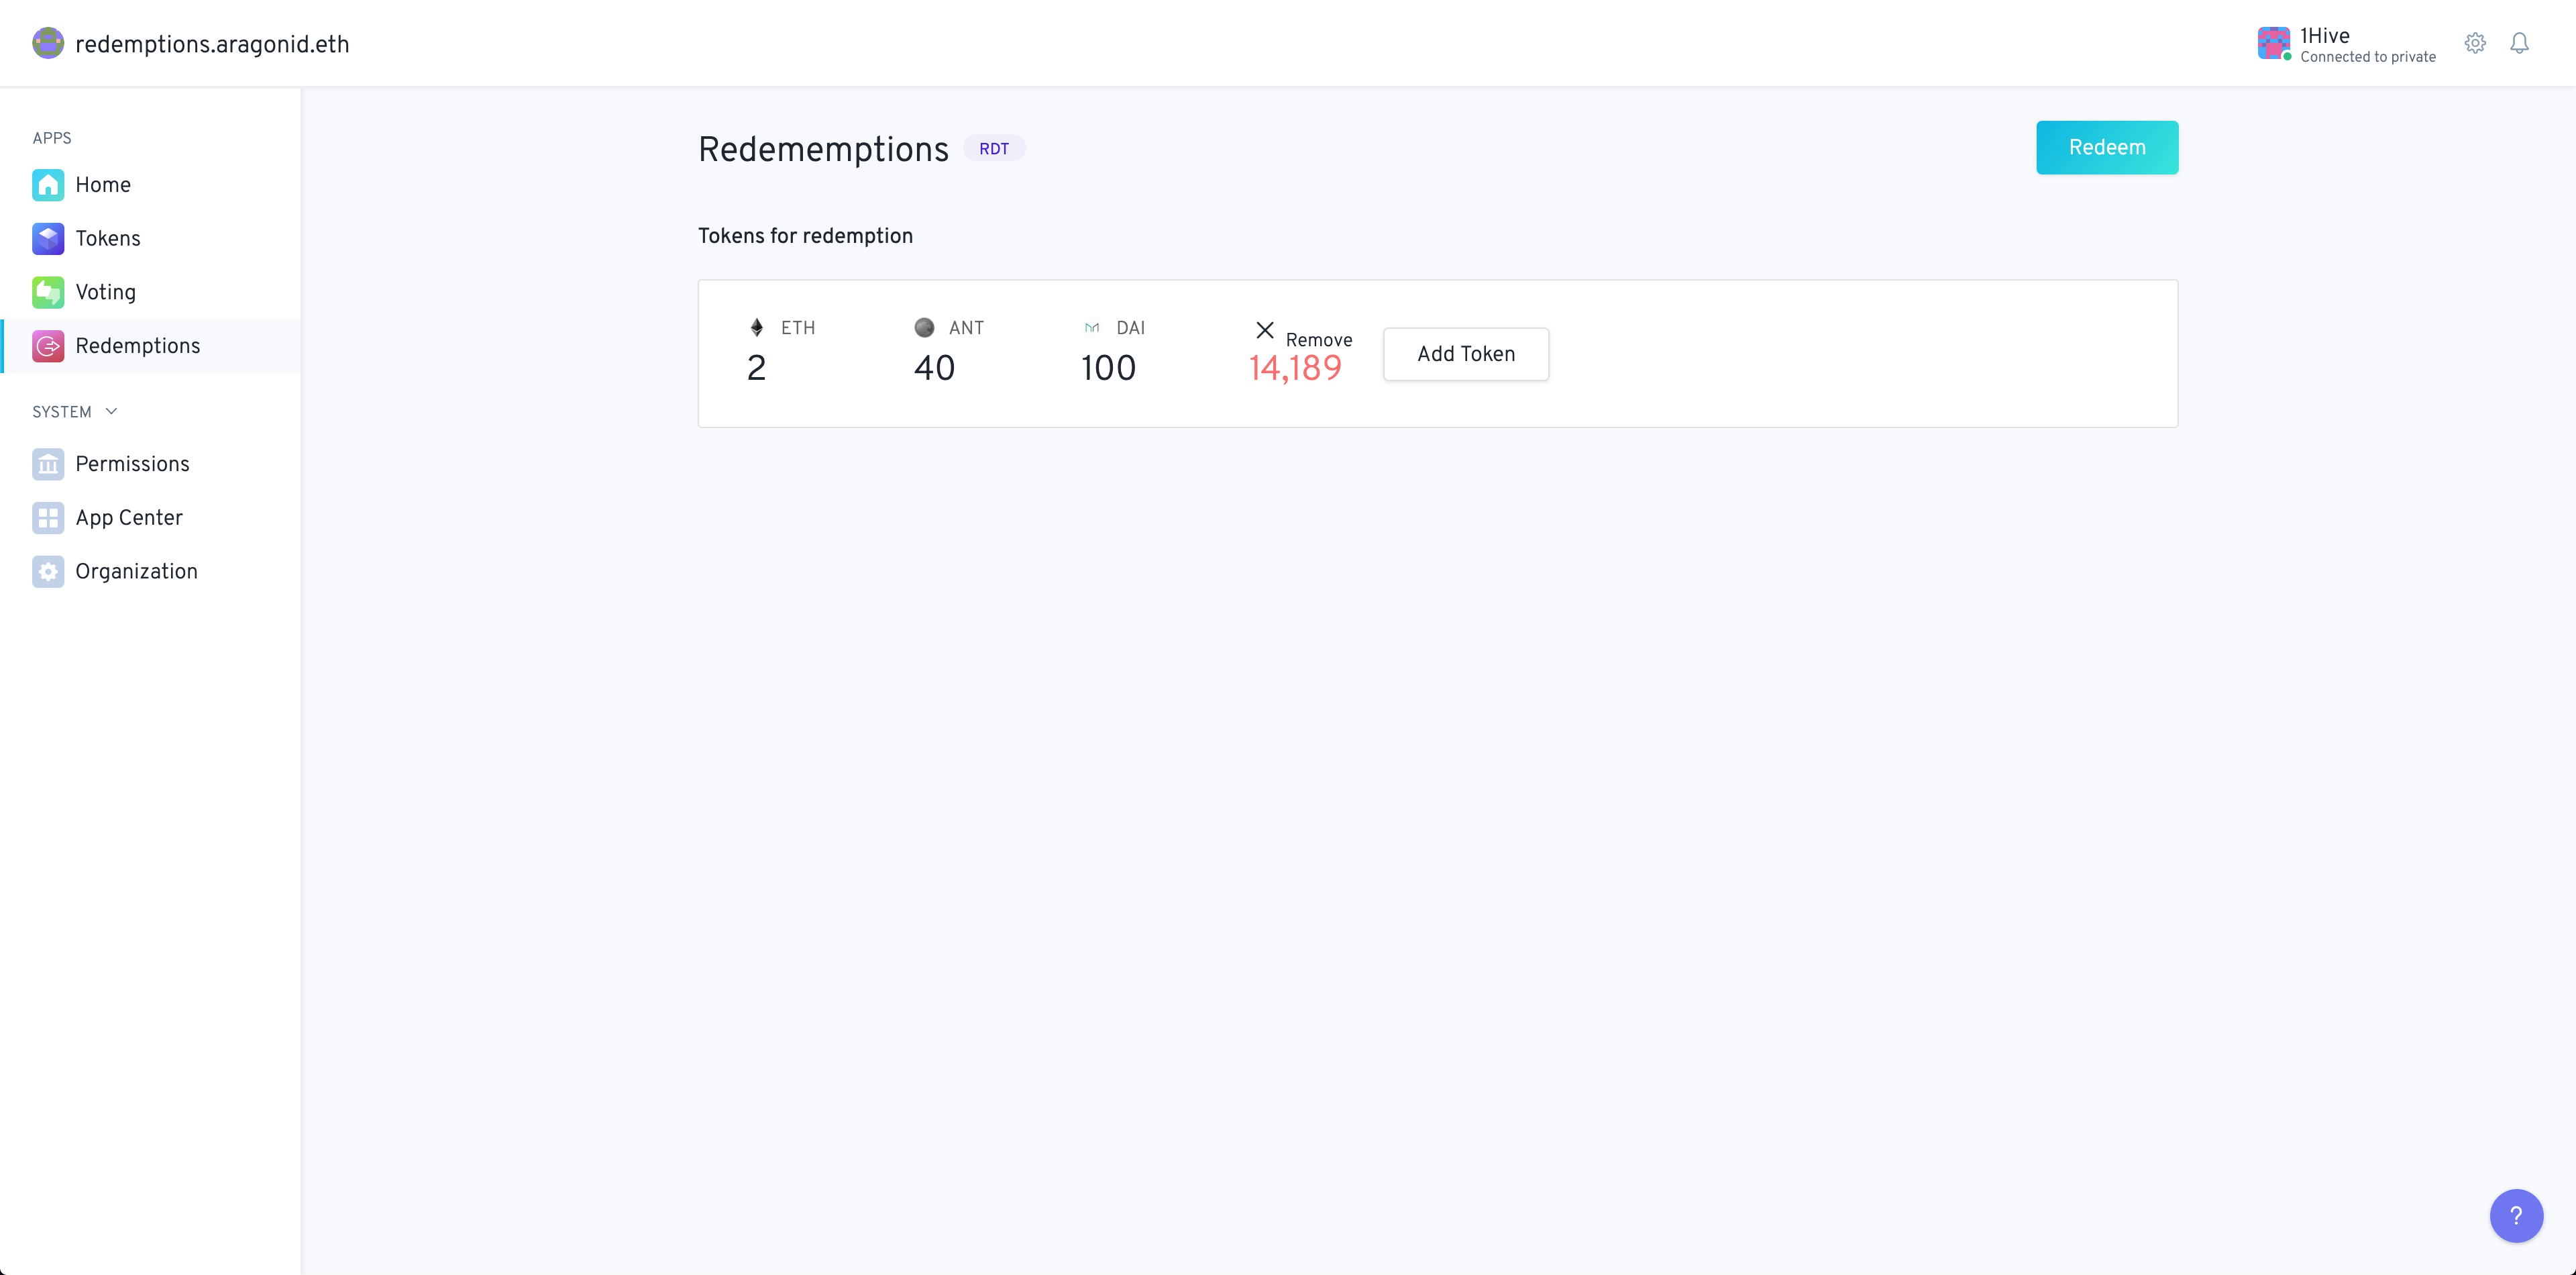 redemptions.aragonid.eth
1Hive
Connected to private
APPS
Home
Tokens
Voting
Redemptions
SYSTEM
Permissions
App Center
Organization
Redememptions RDT
Redeem
Tokens for redemption
ETH
2
ANT
40
DAI
100
Remove
14,189
Add Token
?